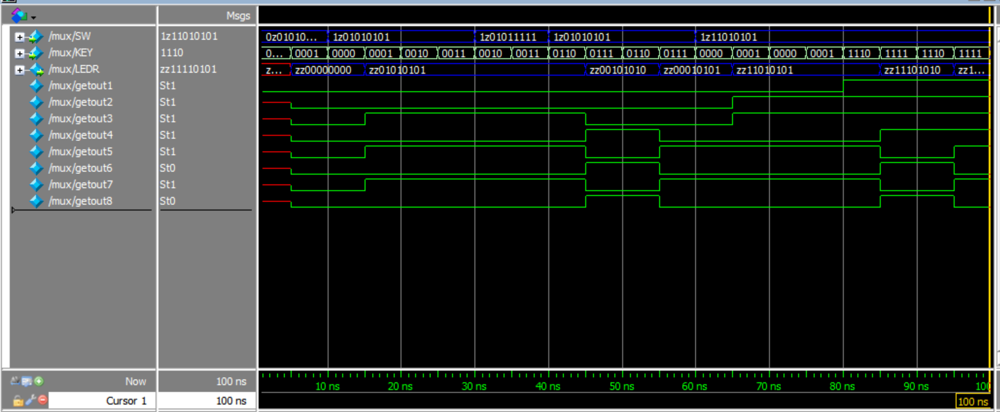 Msgs
/mux/SW 1z11010101 0z01010... 1z01010101 1z01011111 1z01010101 1z11010101
/mux/KEY 1110 0... 0001 0000 0001 0010 0011 0010 0011 0110 0111 0110 0111 0000 0001 0000 0001 1110 1111 1110 1111
/mux/LEDR zz11110101 z... zz00000000 zz01010101 zz00101010 zz00010101 zz11010101 zz11101010 zz1...
/mux/getout1 St1
/mux/getout2 St1
/mux/getout3 St1
/mux/getout4 St1
/mux/getout5 St1
/mux/getout6 St0
/mux/getout7 St1
/mux/getout8 St0
Now 100 ns 10 ns 20 ns 30 ns 40 ns 50 ns 60 ns 70 ns 80 ns 90 ns 100
Cursor 1 100 ns 100 ns